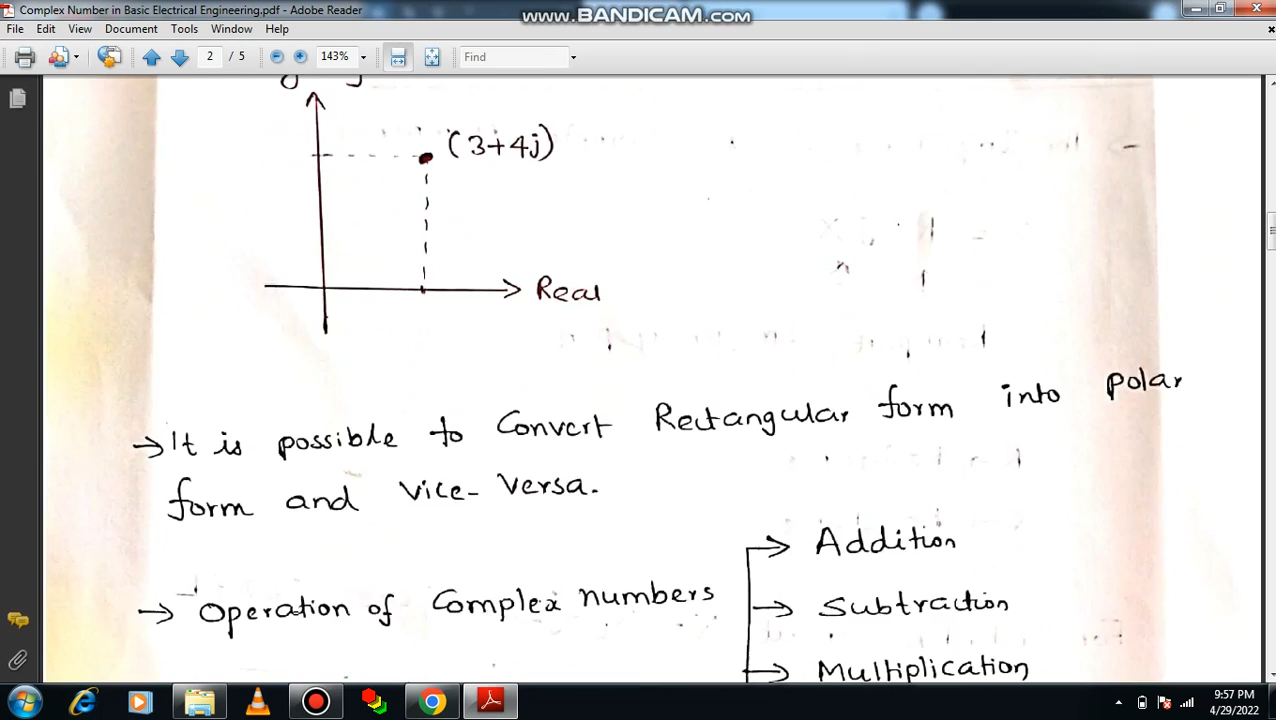 Complex Number in Basic Electrical Engineering.pdf - Adobe Reader
www.BANDICAM.com
File Edit View Document Tools Window Help
2 / 5 143% Find
(3+4j)
Real
→ It is possible to Convert Rectangular form into polar
form and vice-versa.
→ Addition
→ Operation of Complex numbers
→ Subtraction
→ Multiplication
9:57 PM
4/29/2022